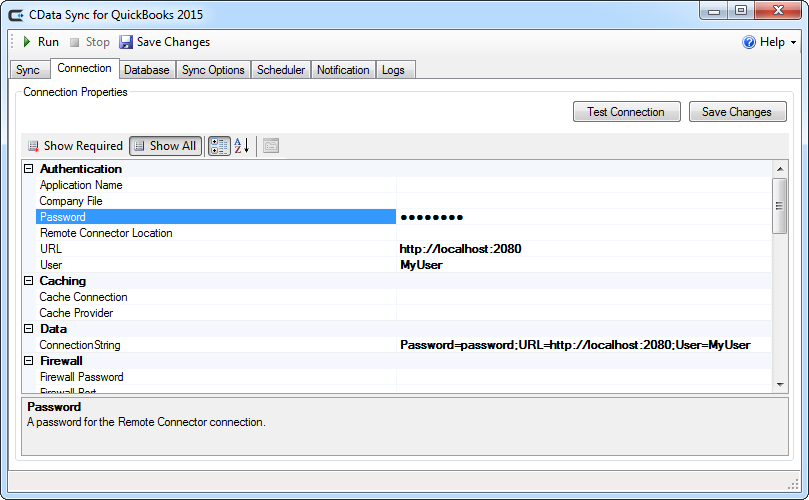 CData Sync for QuickBooks 2015
Run Stop Save Changes Help
Sync Connection Database Sync Options Scheduler Notification Logs
Connection Properties
Test Connection Save Changes
Show Required Show All
Authentication
Application Name
Company File
Password ●●●●●●●●
Remote Connector Location
URL http://localhost:2080
User MyUser
Caching
Cache Connection
Cache Provider
Data
ConnectionString Password=password;URL=http://localhost:2080;User=MyUser
Firewall
Firewall Password
Firewall Port
Password
A password for the Remote Connector connection.